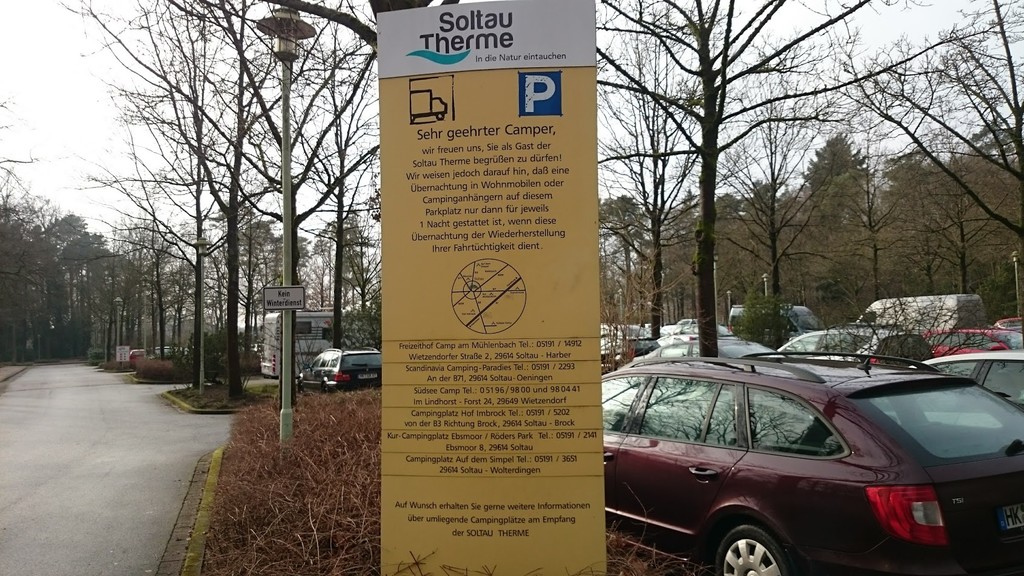 Soltau
Therme
In die Natur eintauchen
P
Sehr geehrter Camper,
wir freuen uns, Sie als Gast der
Soltau Therme begrüßen zu dürfen!
Wir weisen jedoch darauf hin, daß eine
Übernachtung in Wohnmobilen oder
Campinganhängern auf diesem
Parkplatz nur dann für jeweils
1 Nacht gestattet ist, wenn diese
Übernachtung der Wiederherstellung
Ihrer Fahrtüchtigkeit dient.
Freizeithof Camp am Mühlenbach Tel.: 05191 / 14912
Wietzendorfer Straße 2, 29614 Soltau - Harber
Scandinavia Camping-Paradies Tel.: 05191 / 2293
An der 871, 29614 Soltau-Oeningen
Südsee Camp Tel.: 051 96 / 98 00 und 98 04 41
Im Lindhorst - Forst 24, 29649 Wietzendorf
Campingplatz Hof Imbrock Tel.: 05191 / 5202
von der B3 Richtung Brock, 29614 Soltau - Brock
Kur-Campingplatz Ebsmoor / Röders Park Tel.: 05191 / 2141
Ebsmoor 8, 29614 Soltau
Campingplatz Auf dem Simpel Tel.: 05191 / 3651
29614 Soltau - Wolterdingen
Auf Wunsch erhalten Sie gerne weitere Informationen
über umliegende Campingplätze am Empfang
der SOLTAU THERME
Kein
Winterdienst
TSI
HK